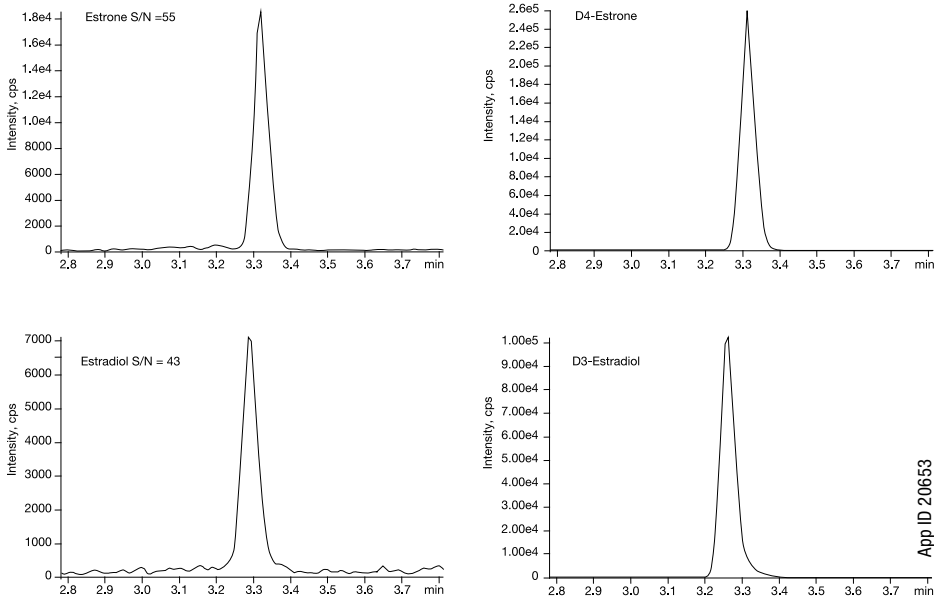 Estrone S/N =55
Intensity, cps
1.8e4
1.6e4
1.4e4
1.2e4
1.0e4
8000
6000
4000
2000
0
2.8 2.9 3.0 3.1 3.2 3.3 3.4 3.5 3.6 3.7 min
D4-Estrone
Intensity, cps
2.6e5
2.4e5
2.2e5
2.0e5
1.8e4
1.6e4
1.4e4
1.2e4
1.0e4
8.0e4
6.0e4
4.0e4
2.0e4
0
2.8 2.9 3.0 3.1 3.2 3.3 3.4 3.5 3.6 3.7 min
Estradiol S/N = 43
Intensity, cps
7000
6000
5000
4000
3000
2000
1000
0
2.8 2.9 3.0 3.1 3.2 3.3 3.4 3.5 3.6 3.7 min
D3-Estradiol
Intensity, cps
1.00e5
9.00e4
8.00e4
7.00e4
6.00e4
5.00e4
4.00e4
3.00e4
2.00e4
1.00e4
0
2.8 2.9 3.0 3.1 3.2 3.3 3.4 3.5 3.6 3.7 min
App ID 20653